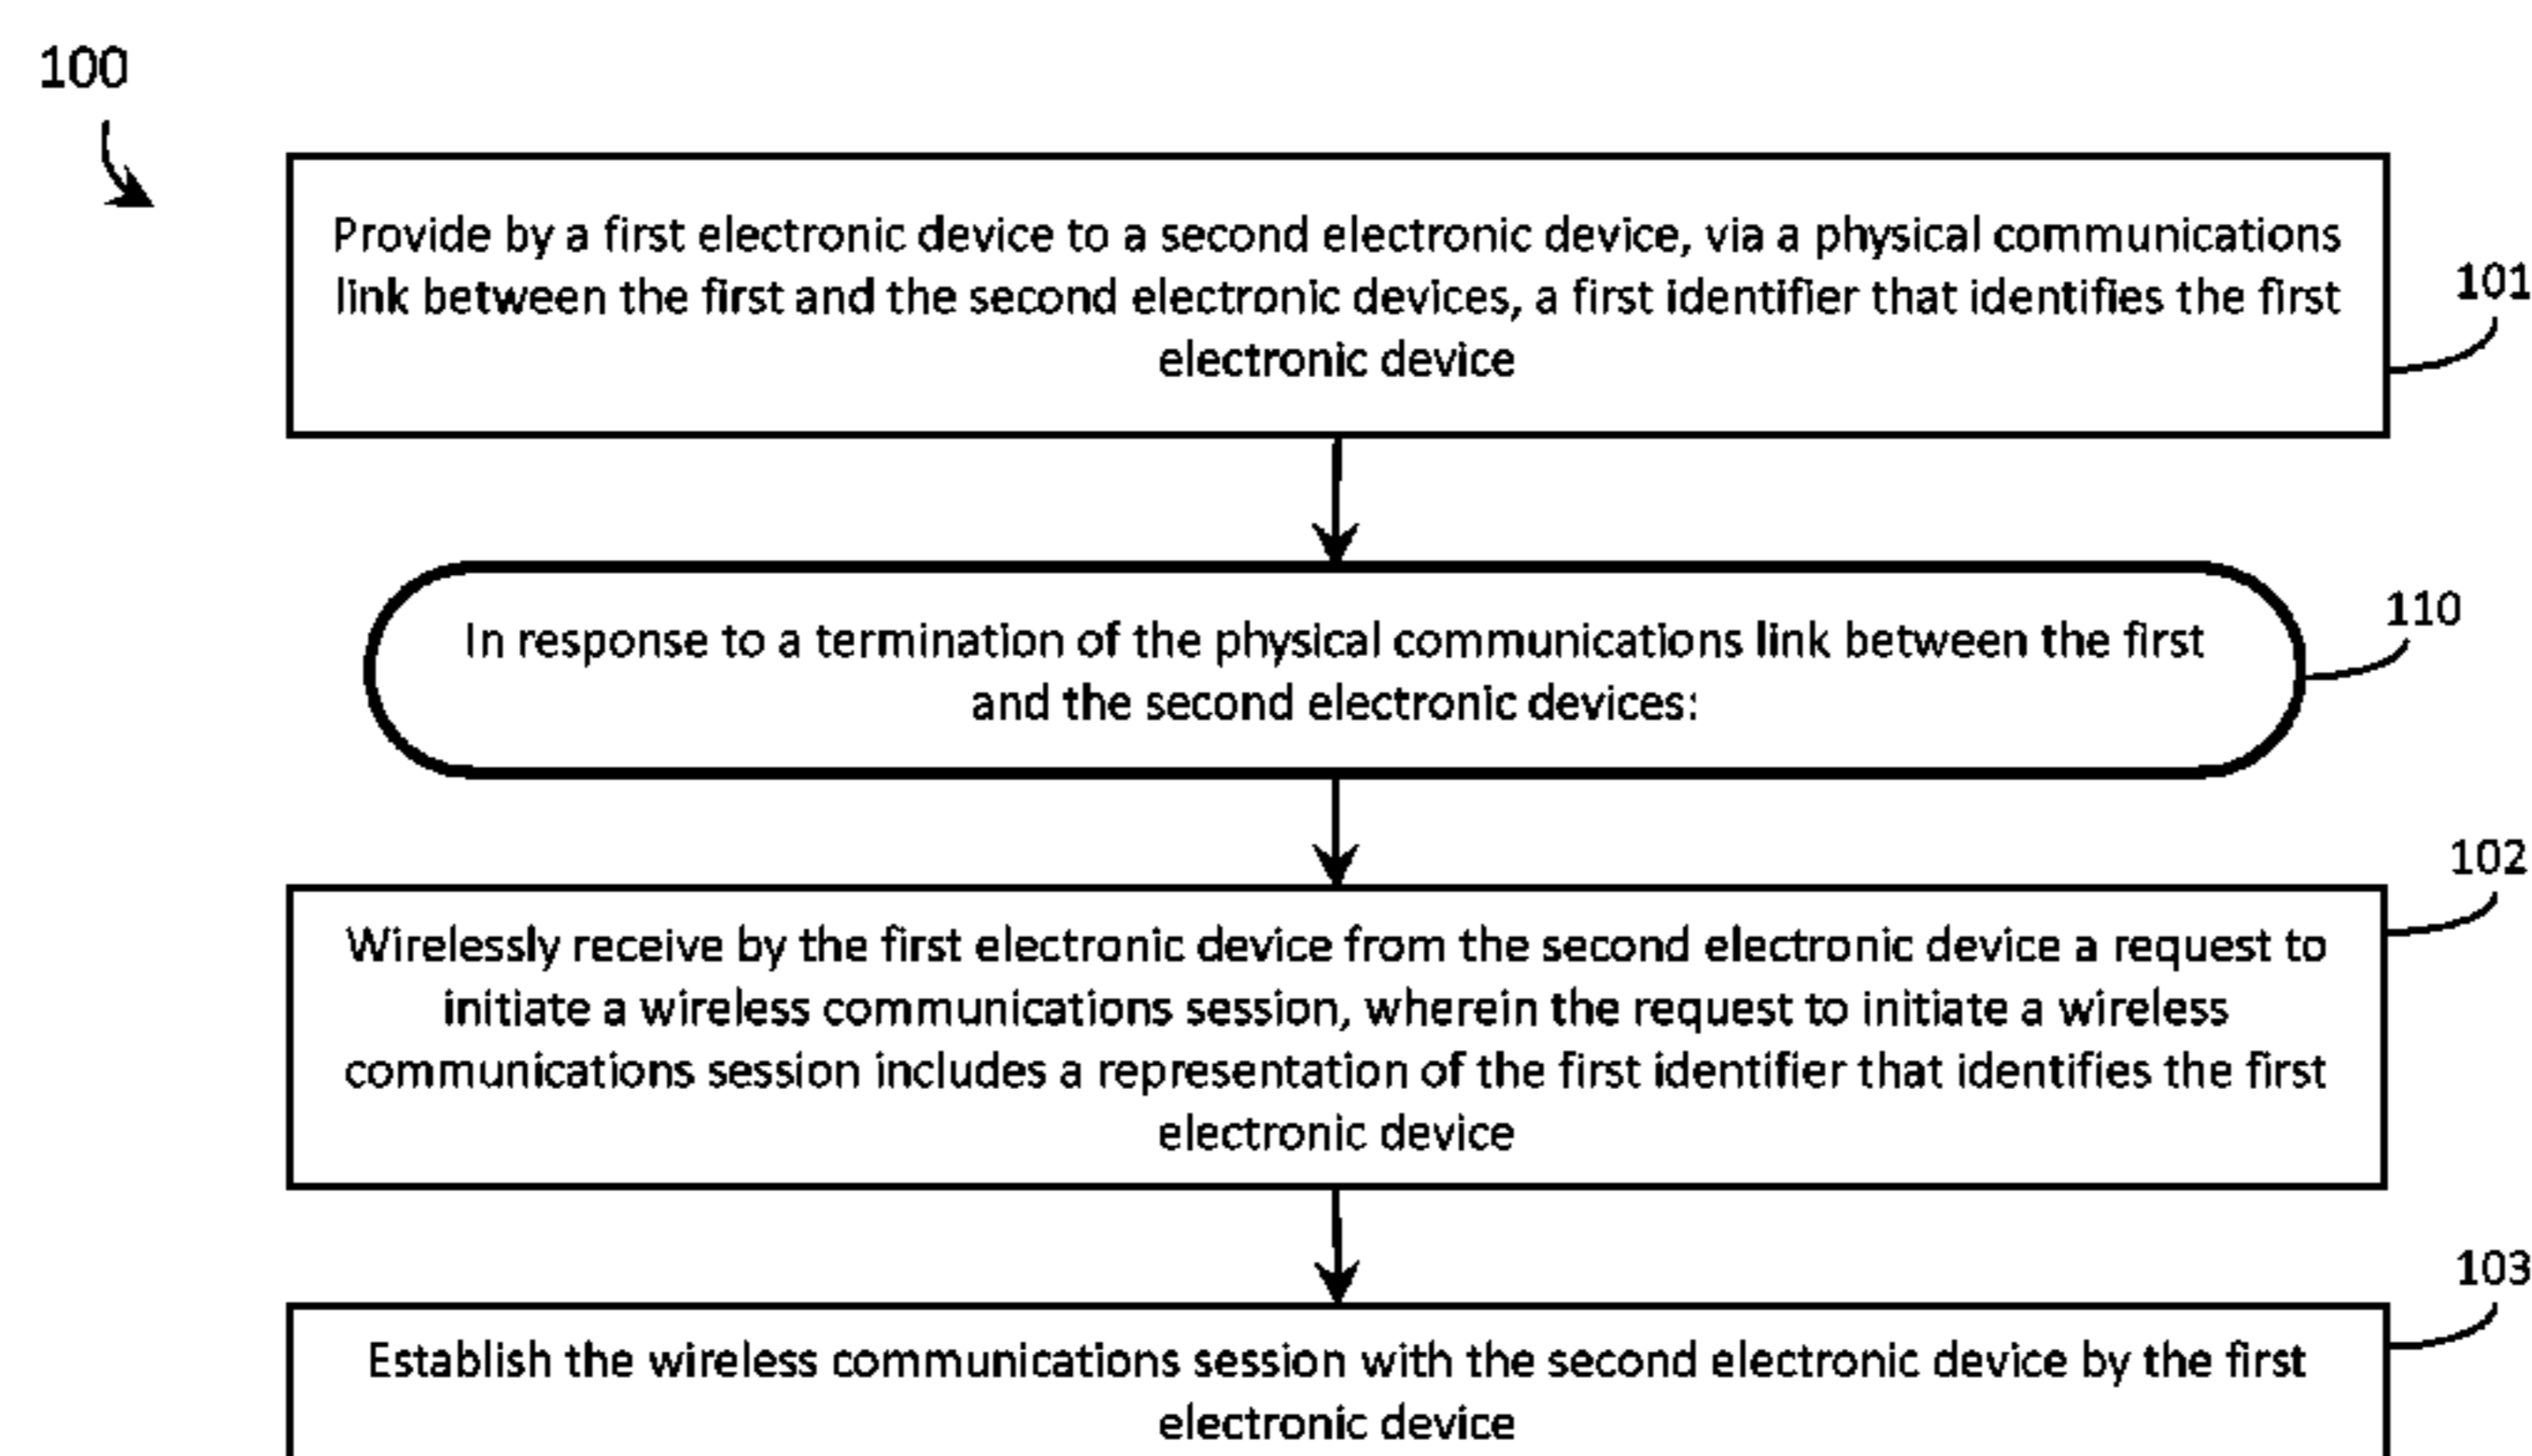 100
Provide by a first electronic device to a second electronic device, via a physical communications
link between the first and the second electronic devices, a first identifier that identifies the first
electronic device
101
In response to a termination of the physical communications link between the first
and the second electronic devices:
110
102
Wirelessly receive by the first electronic device from the second electronic device a request to
initiate a wireless communications session, wherein the request to initiate a wireless
communications session includes a representation of the first identifier that identifies the first
electronic device
103
Establish the wireless communications session with the second electronic device by the first
electronic device